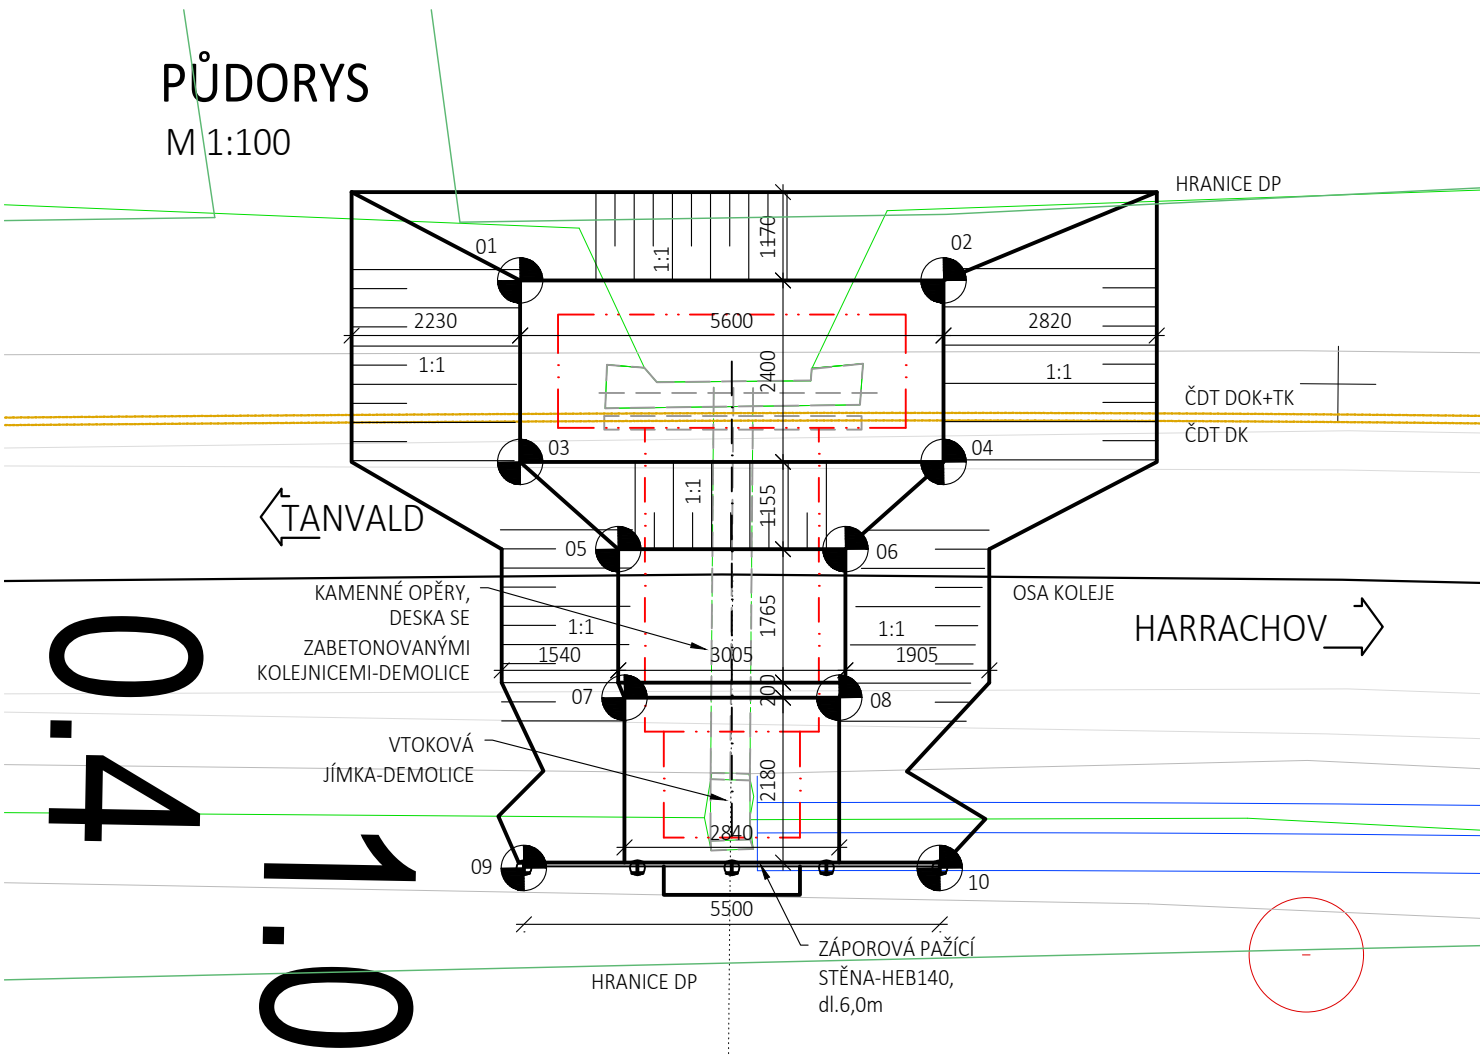 PŮDORYS
M 1:100
HRANICE DP
01
02
1170
1:1
2230
5600
2820
1:1
2400
1:1
ČDT DOK+TK
ČDT DK
03
04
1:1
1155
TANVALD
05
06
KAMENNÉ OPĚRY,
DESKA SE
ZABETONOVANÝMI
KOLEJNICEMI-DEMOLICE
OSA KOLEJE
HARRACHOV
1:1
1765
1:1
1540
3005
1905
200
07
08
VTOKOVÁ
JÍMKA-DEMOLICE
2180
2840
09
10
5500
ZÁPOROVÁ PAŽÍCÍ
STĚNA-HEB140,
dl.6,0m
HRANICE DP
0.4
1.0